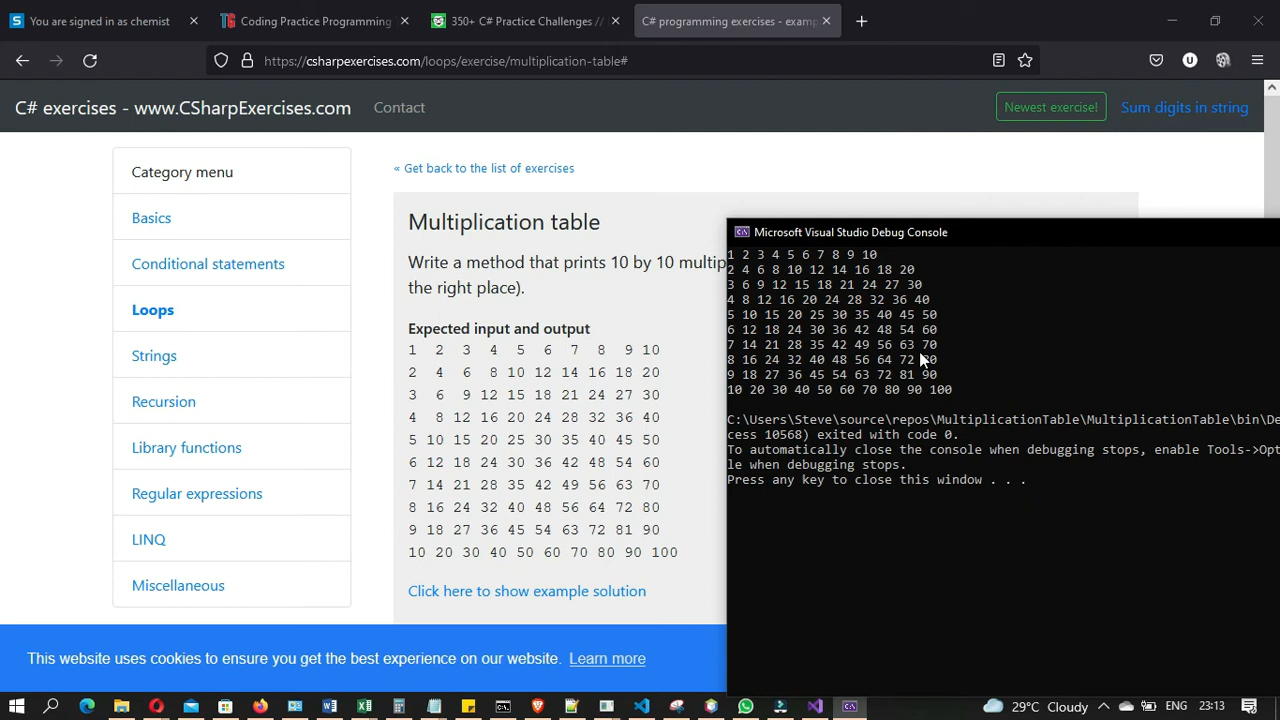 You are signed in as chemist
Coding Practice Programming
350+ C# Practice Challenges //
C# programming exercises - examp
https://csharpexercises.com/loops/exercise/multiplication-table#
C# exercises - www.CSharpExercises.com
Contact
Newest exercise!
Sum digits in string
Category menu
Basics
Conditional statements
Loops
Strings
Recursion
Library functions
Regular expressions
LINQ
Miscellaneous
« Get back to the list of exercises
Multiplication table
Write a method that prints 10 by 10 multip
the right place).
Expected input and output
1 2 3 4 5 6 7 8 9 10
2 4 6 8 10 12 14 16 18 20
3 6 9 12 15 18 21 24 27 30
4 8 12 16 20 24 28 32 36 40
5 10 15 20 25 30 35 40 45 50
6 12 18 24 30 36 42 48 54 60
7 14 21 28 35 42 49 56 63 70
8 16 24 32 40 48 56 64 72 80
9 18 27 36 45 54 63 72 81 90
10 20 30 40 50 60 70 80 90 100
Click here to show example solution
Microsoft Visual Studio Debug Console
1 2 3 4 5 6 7 8 9 10
2 4 6 8 10 12 14 16 18 20
3 6 9 12 15 18 21 24 27 30
4 8 12 16 20 24 28 32 36 40
5 10 15 20 25 30 35 40 45 50
6 12 18 24 30 36 42 48 54 60
7 14 21 28 35 42 49 56 63 70
8 16 24 32 40 48 56 64 72 80
9 18 27 36 45 54 63 72 81 90
10 20 30 40 50 60 70 80 90 100
C:\Users\Steve\source\repos\MultiplicationTable\MultiplicationTable\bin\De
cess 10568) exited with code 0.
To automatically close the console when debugging stops, enable Tools->Opt
le when debugging stops.
Press any key to close this window . . .
This website uses cookies to ensure you get the best experience on our website. Learn more
29°C Cloudy
ENG
23:13